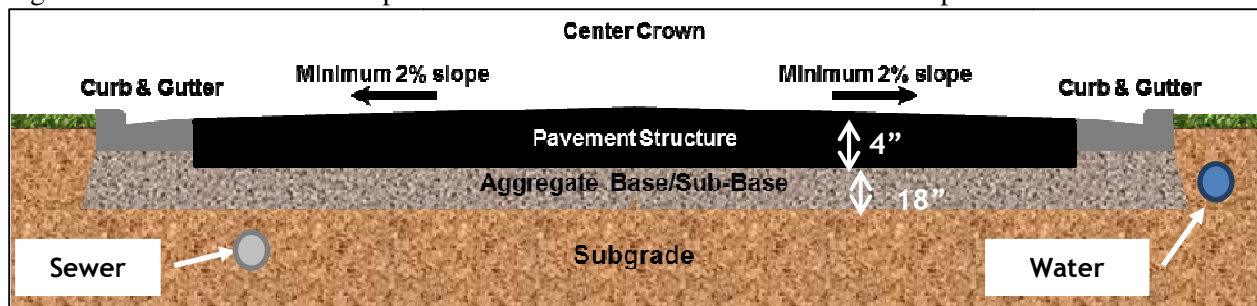 Center Crown
Minimum 2% slope
Minimum 2% slope
Curb & Gutter
Curb & Gutter
Pavement Structure
4”
Aggregate Base/Sub-Base
18”
Subgrade
Sewer
Water